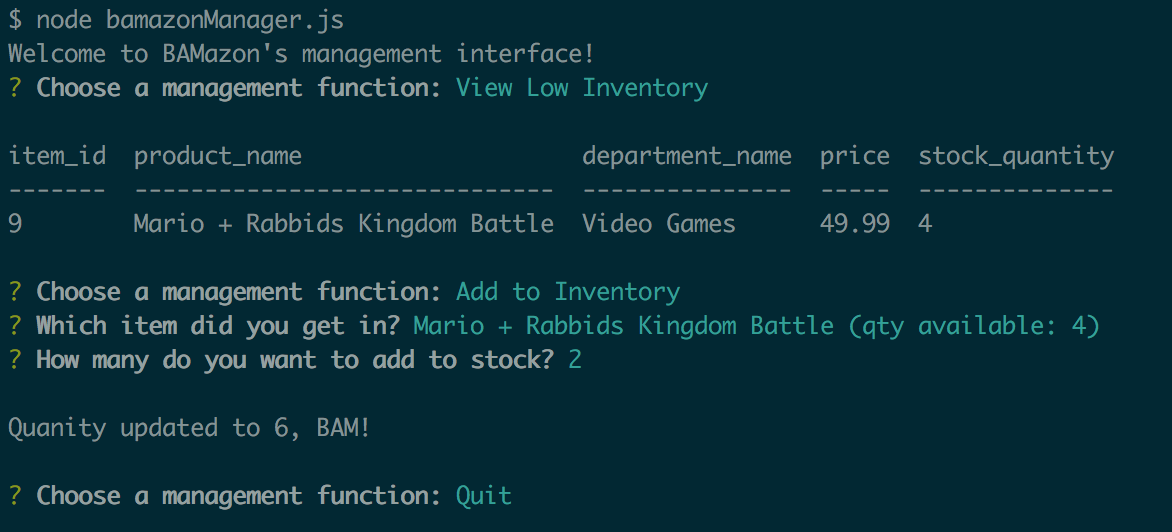 $ node bamazonManager.js
Welcome to BAMazon's management interface!
? Choose a management function: View Low Inventory
item_id  product_name                    department_name  price  stock_quantity
-------  ------------------------------  ---------------  -----  --------------
9        Mario + Rabbids Kingdom Battle  Video Games      49.99  4
? Choose a management function: Add to Inventory
? Which item did you get in? Mario + Rabbids Kingdom Battle (qty available: 4)
? How many do you want to add to stock? 2
Quanity updated to 6, BAM!
? Choose a management function: Quit